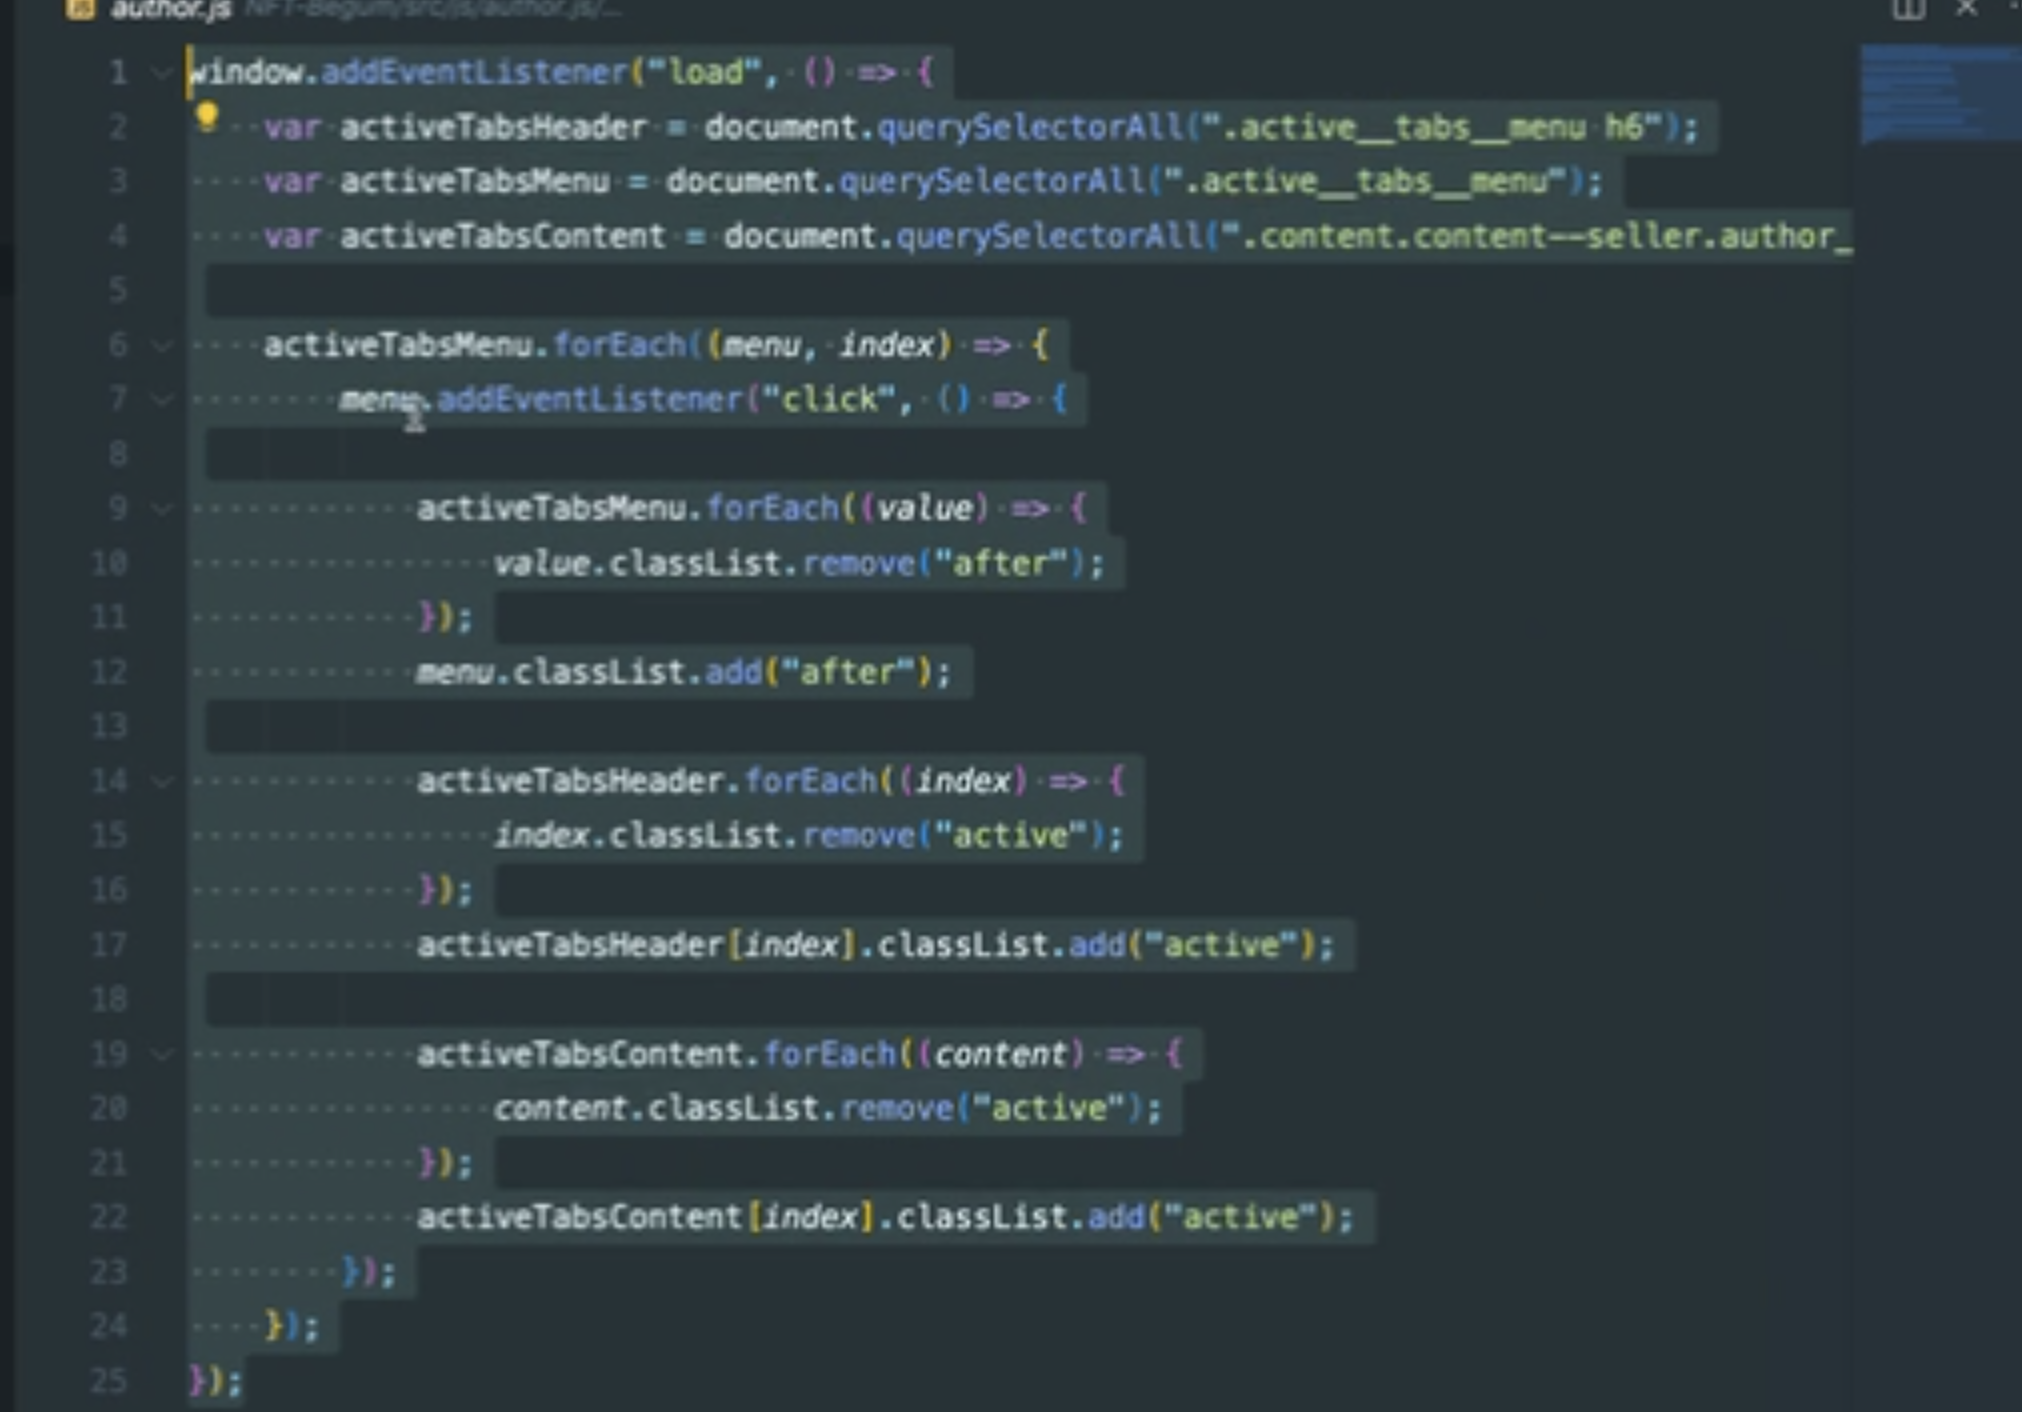 author.js NFT-Begum/src/js/author.js/...
1 window.addEventListener("load", () => {
2 var activeTabsHeader = document.querySelectorAll(".active__tabs__menu h6");
3 var activeTabsMenu = document.querySelectorAll(".active__tabs__menu");
4 var activeTabsContent = document.querySelectorAll(".content.content--seller.author_
5
6 activeTabsMenu.forEach((menu, index) => {
7 menu.addEventListener("click", () => {
8
9 activeTabsMenu.forEach((value) => {
10 value.classList.remove("after");
11 });
12 menu.classList.add("after");
13
14 activeTabsHeader.forEach((index) => {
15 index.classList.remove("active");
16 });
17 activeTabsHeader[index].classList.add("active");
18
19 activeTabsContent.forEach((content) => {
20 content.classList.remove("active");
21 });
22 activeTabsContent[index].classList.add("active");
23 });
24 });
25 });